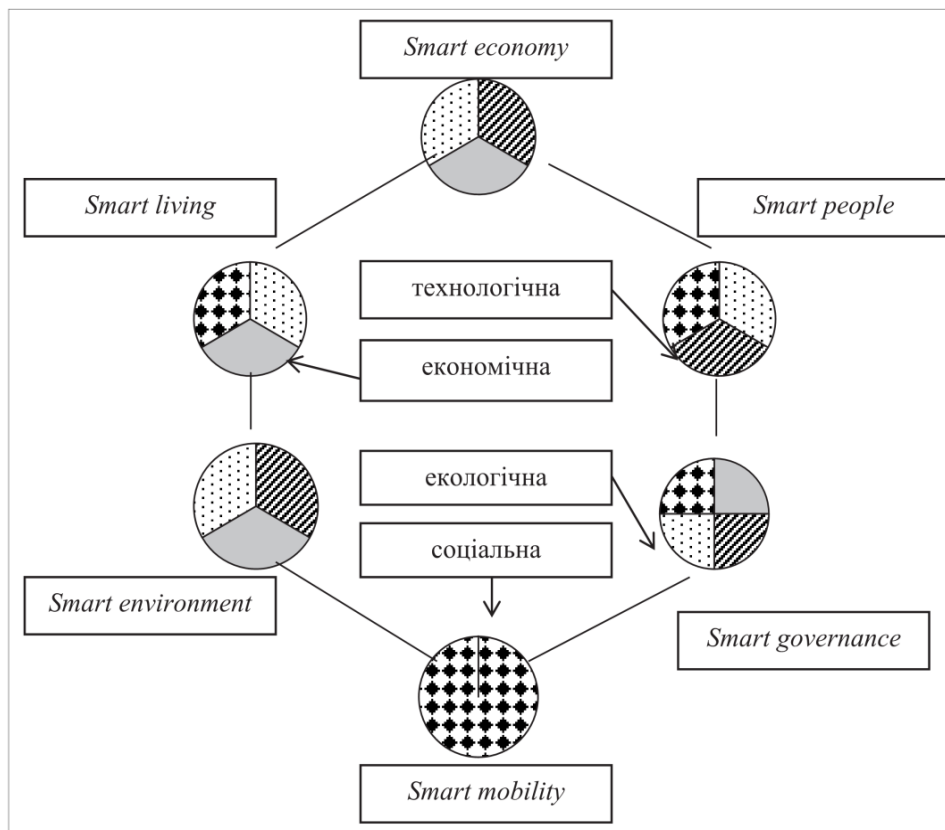 Smart economy
Smart living
Smart people
технологічна
економічна
екологічна
соціальна
Smart environment
Smart governance
Smart mobility